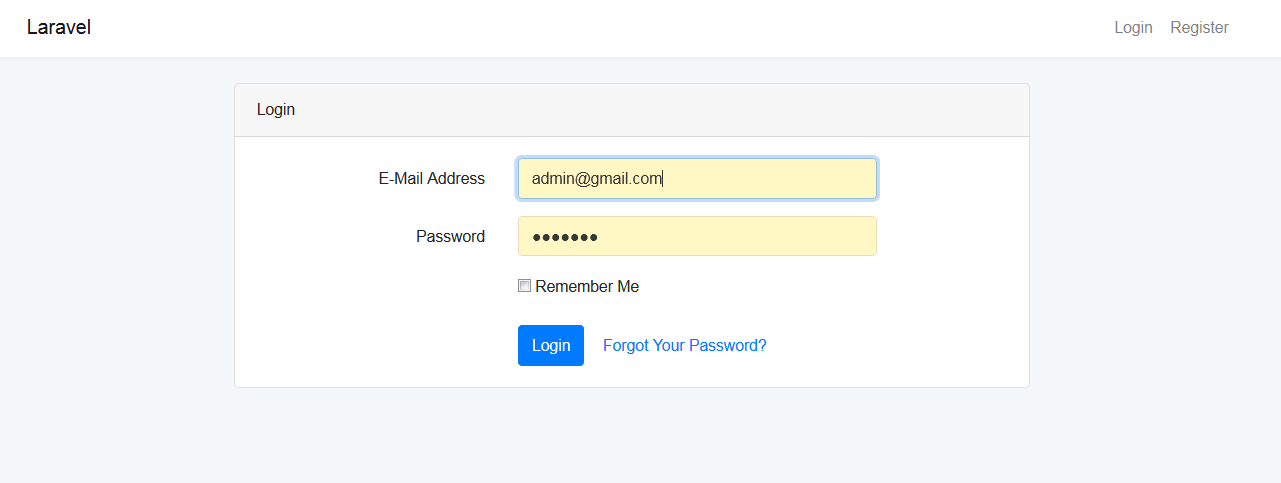 Laravel
Login Register
Login
E-Mail Address admin@gmail.com
Password •••••••
Remember Me
Login Forgot Your Password?